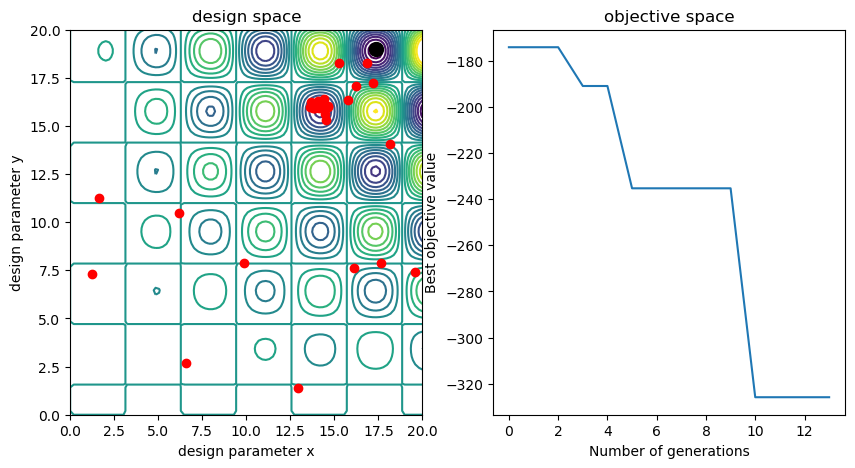 design space
20.0
17.5
15.0
12.5
10.0
7.5
5.0
2.5
0.0
design parameter y
0.0 2.5 5.0 7.5 10.0 12.5 15.0 17.5 20.0
design parameter x
objective space
−180
−200
−220
−240
−260
−280
−300
−320
Best objective value
0 2 4 6 8 10 12
Number of generations